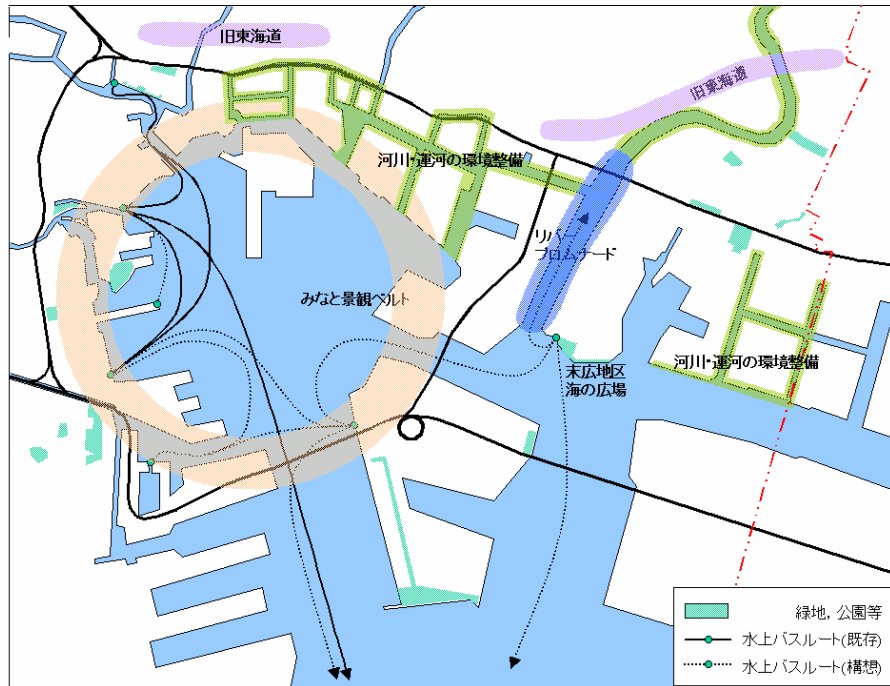 旧東海道
旧東海道
河川・運河の環境整備
リバー
プロムナード
みなと景観ベルト
末広地区
海の広場
河川・運河の環境整備
緑地, 公園等
水上バスルート(既存)
水上バスルート(構想)